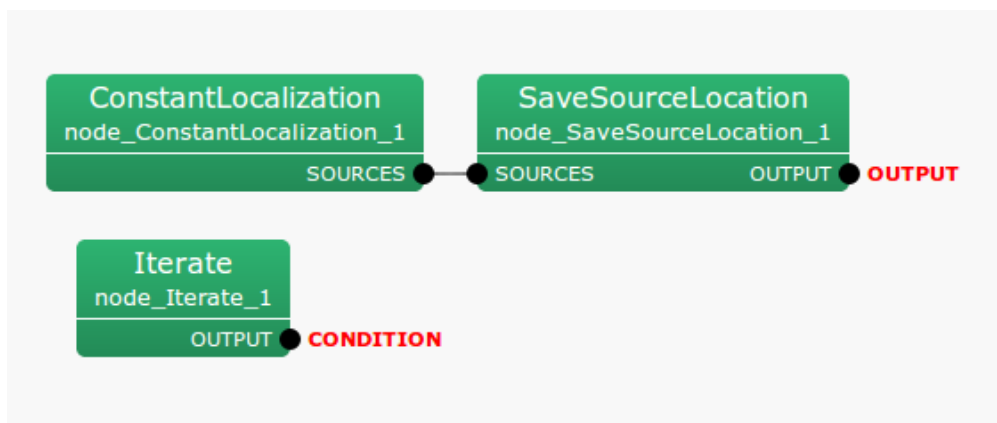 ConstantLocalization
node_ConstantLocalization_1
SOURCES
SaveSourceLocation
node_SaveSourceLocation_1
SOURCES OUTPUT
OUTPUT
Iterate
node_Iterate_1
OUTPUT
CONDITION